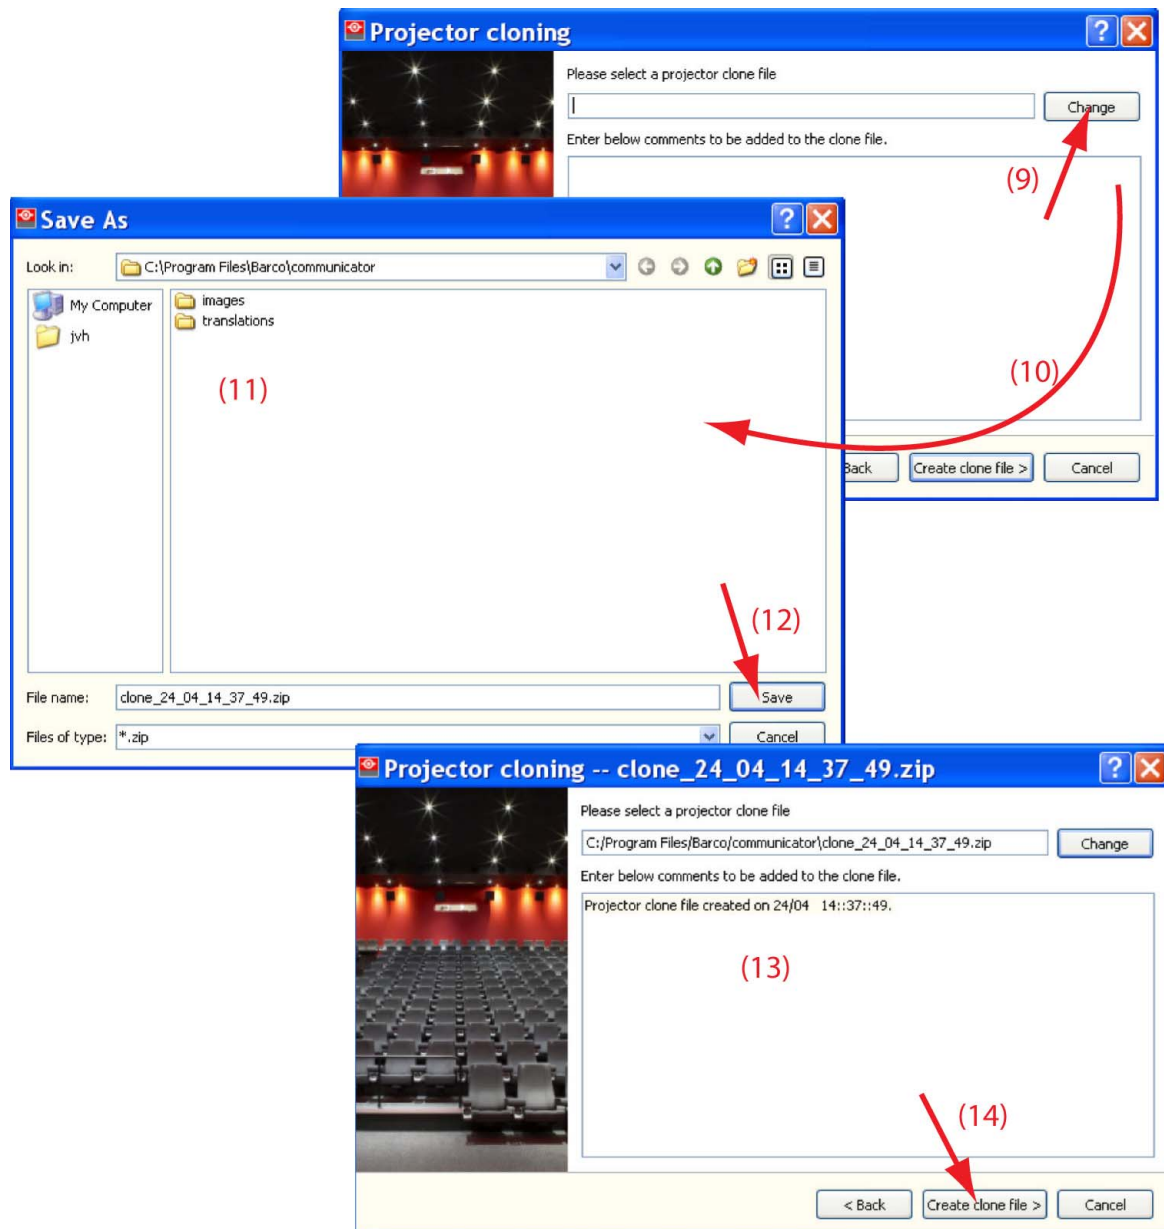 Projector cloning
Please select a projector clone file
Change
Enter below comments to be added to the clone file.
(9)
(10)
Back
Create clone file >
Cancel
Save As
Look in:
C:\Program Files\Barco\communicator
My Computer
jvh
images
translations
(11)
(12)
File name:
clone_24_04_14_37_49.zip
Save
Files of type:
*.zip
Cancel
Projector cloning -- clone_24_04_14_37_49.zip
Please select a projector clone file
C:/Program Files/Barco/communicator\clone_24_04_14_37_49.zip
Change
Enter below comments to be added to the clone file.
Projector clone file created on 24/04 14::37::49.
(13)
(14)
< Back
Create clone file >
Cancel